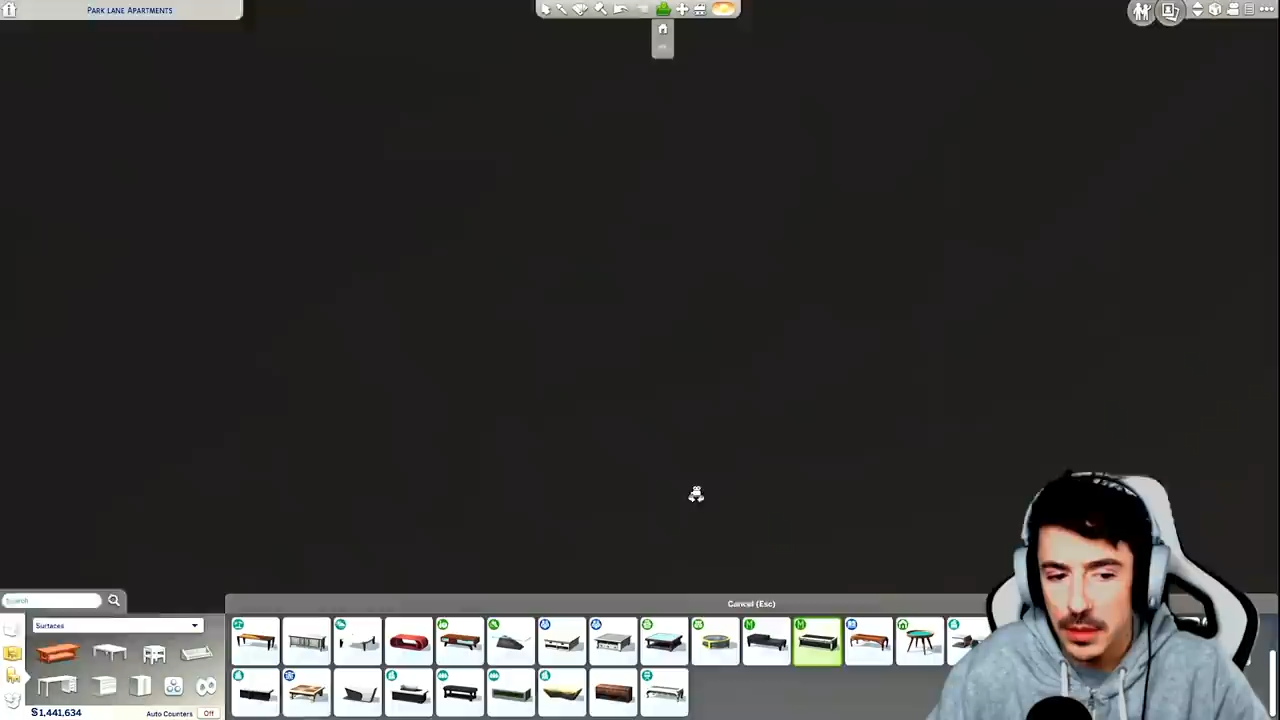 PARK LANE APARTMENTS
Search
Cancel (Esc)
Surfaces
$1,441,634
Auto Counters
Off